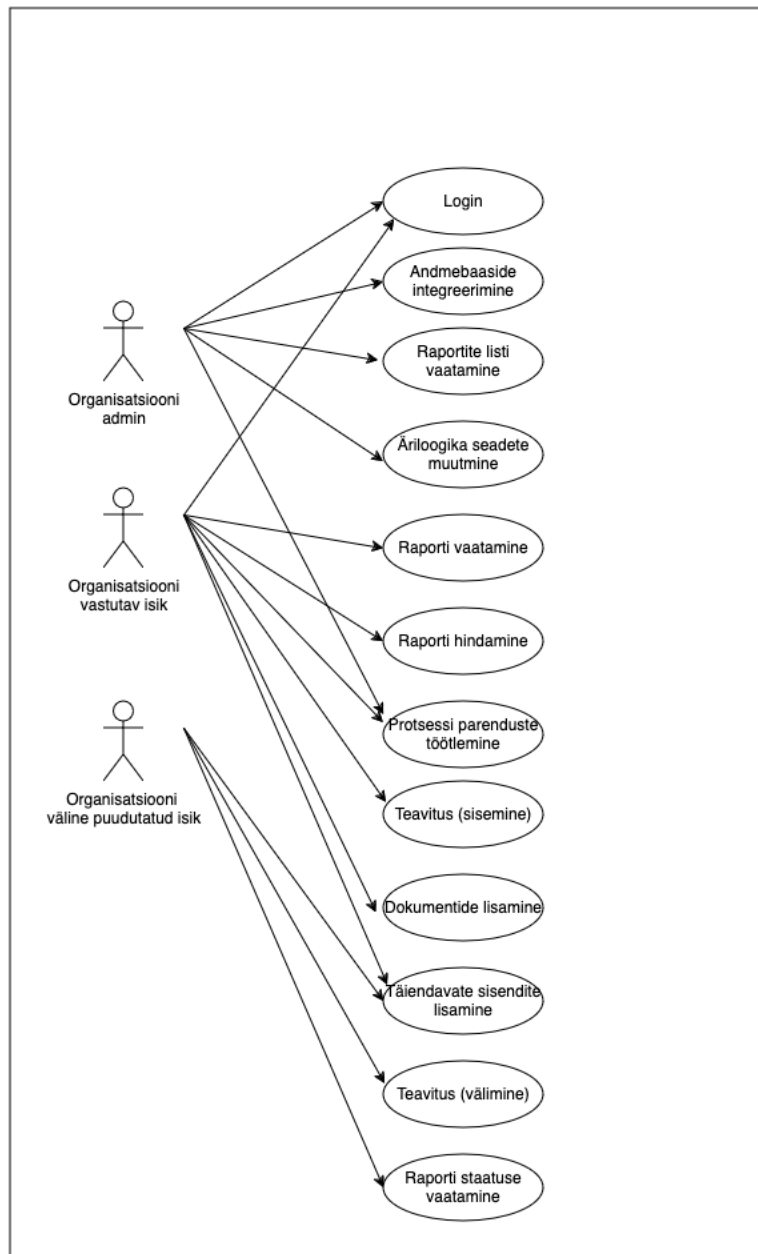 Login
Andmebaaside
integreerimine
Raportite listi
vaatamine
Organisatsiooni
admin
Äriloogika seadete
muutmine
Raporti vaatamine
Organisatsiooni
vastutav isik
Raporti hindamine
Protsessi parenduste
töötlemine
Organisatsiooni
väline puudutatud isik
Teavitus (sisemine)
Dokumentide lisamine
Täiendavate sisendite
lisamine
Teavitus (välimine)
Raporti staatuse
vaatamine